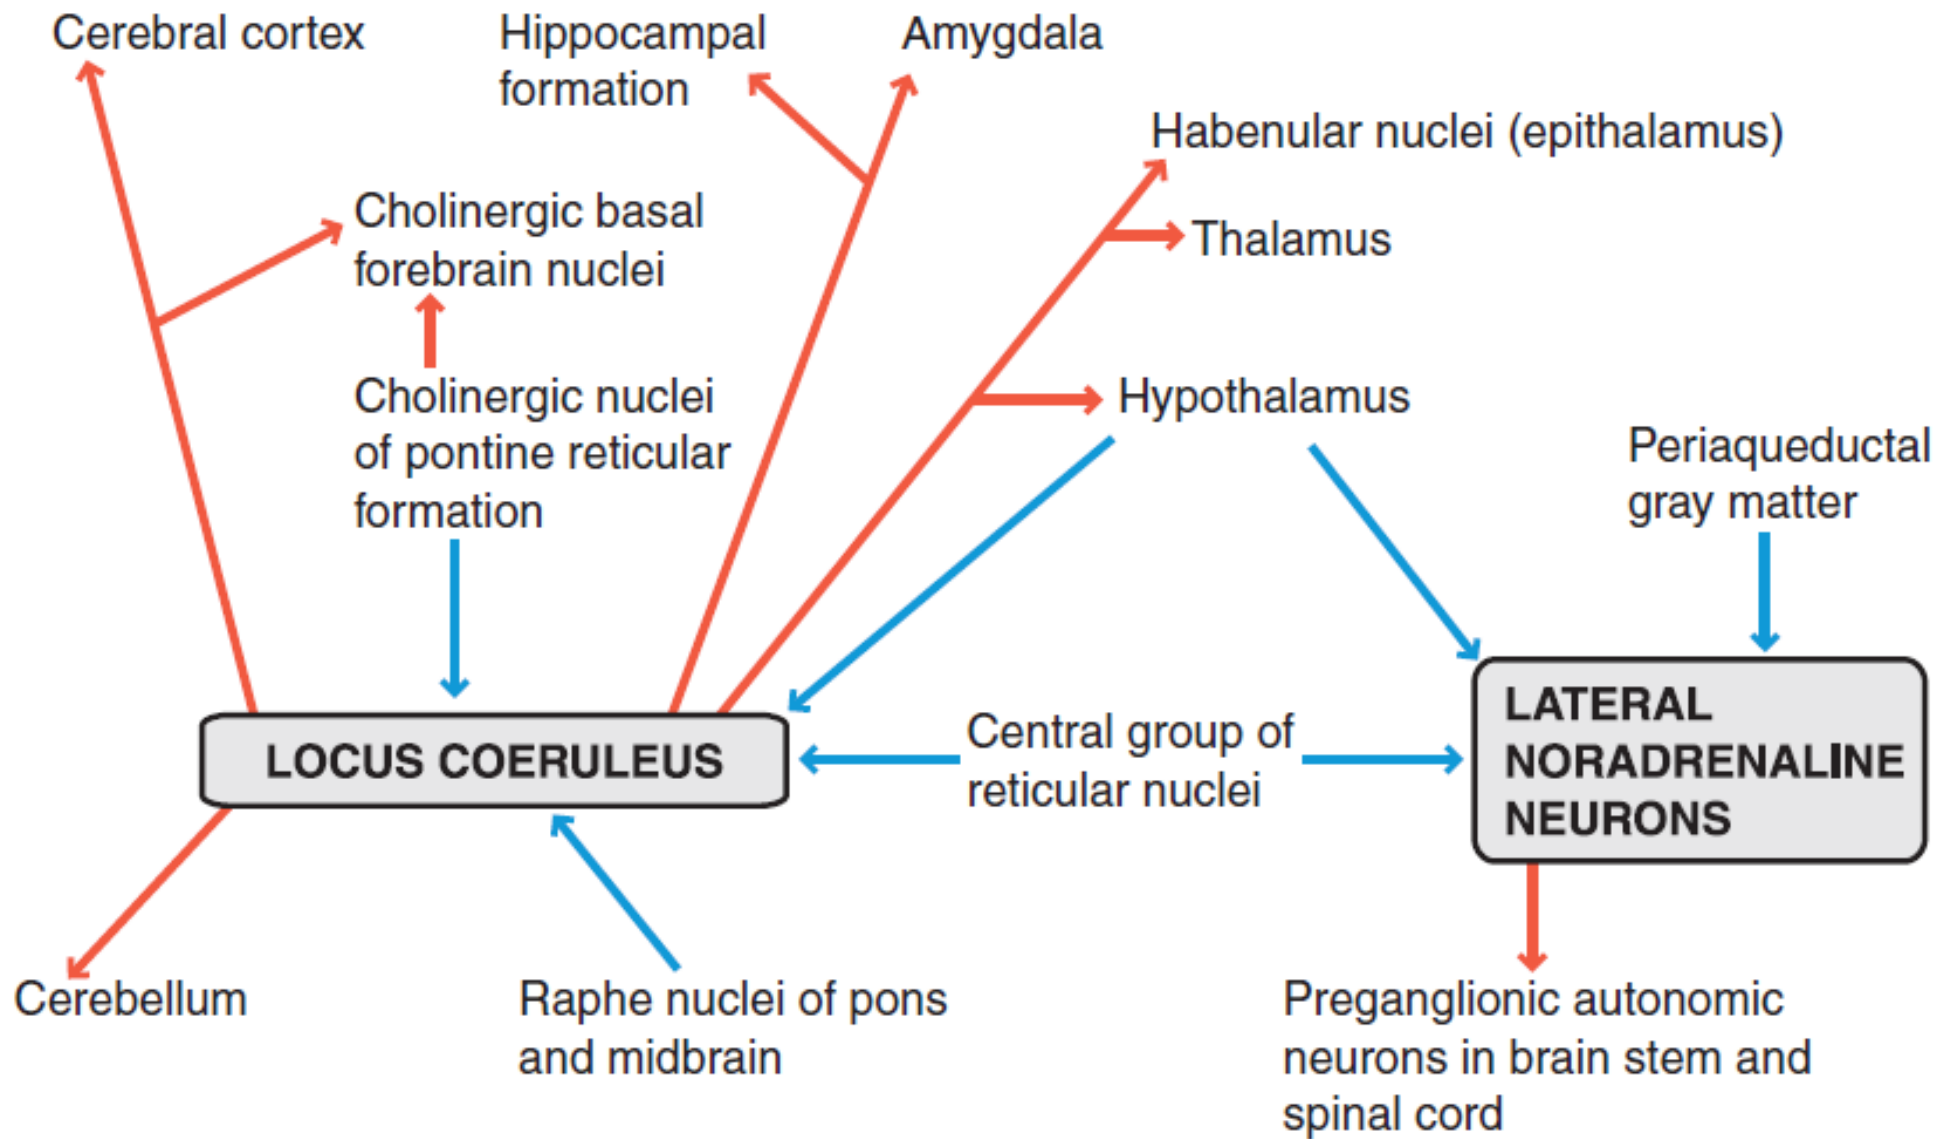 Cerebral cortex
Hippocampal
formation
Amygdala
Habenular nuclei (epithalamus)
Cholinergic basal
forebrain nuclei
Thalamus
Cholinergic nuclei
of pontine reticular
formation
Hypothalamus
Periaqueductal
gray matter
LOCUS COERULEUS
Central group of
reticular nuclei
LATERAL
NORADRENALINE
NEURONS
Cerebellum
Raphe nuclei of pons
and midbrain
Preganglionic autonomic
neurons in brain stem and
spinal cord